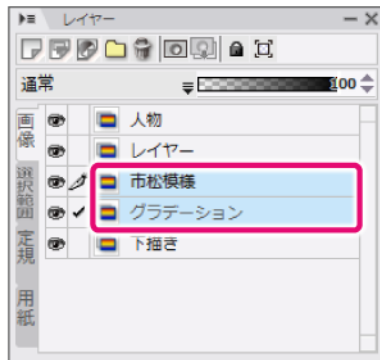 レイヤー
通常 100
画像
選択範囲
定規
用紙
人物
レイヤー
市松模様
グラデーション
下描き